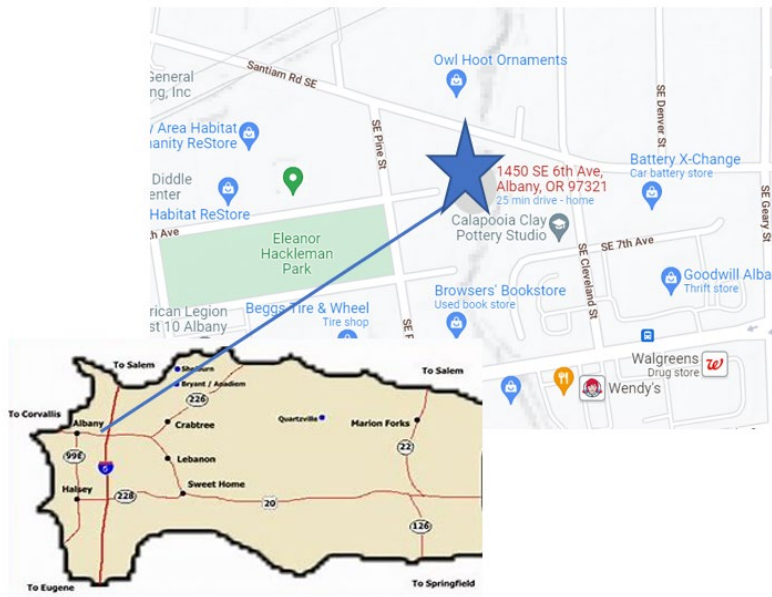 Owl Hoot Ornaments
Santiam Rd SE
General
ng, Inc
SE Pine St
SE Denver St
y Area Habitat
manity ReStore
Battery X-Change
Car battery store
1450 SE 6th Ave,
Albany, OR 97321
25 min drive - home
Diddle
enter
Habitat ReStore
SE Geary St
Calapooia Clay
Pottery Studio
th Ave
Eleanor
Hackleman
Park
SE 7th Ave
SE Cleveland St
Goodwill Alba
Thrift store
rican Legion
st 10 Albany
Beggs Tire & Wheel
Tire shop
Browsers' Bookstore
Used book store
SE P
Walgreens
Drug store
Wendy's
To Salem
Shelburn
Bryant / Acadiem
To Salem
226
To Corvallis
Albany
Crabtree
Quartzville
Marion Forks
99E
22
5
Lebanon
Halsey
228
Sweet Home
20
126
To Eugene
To Springfield